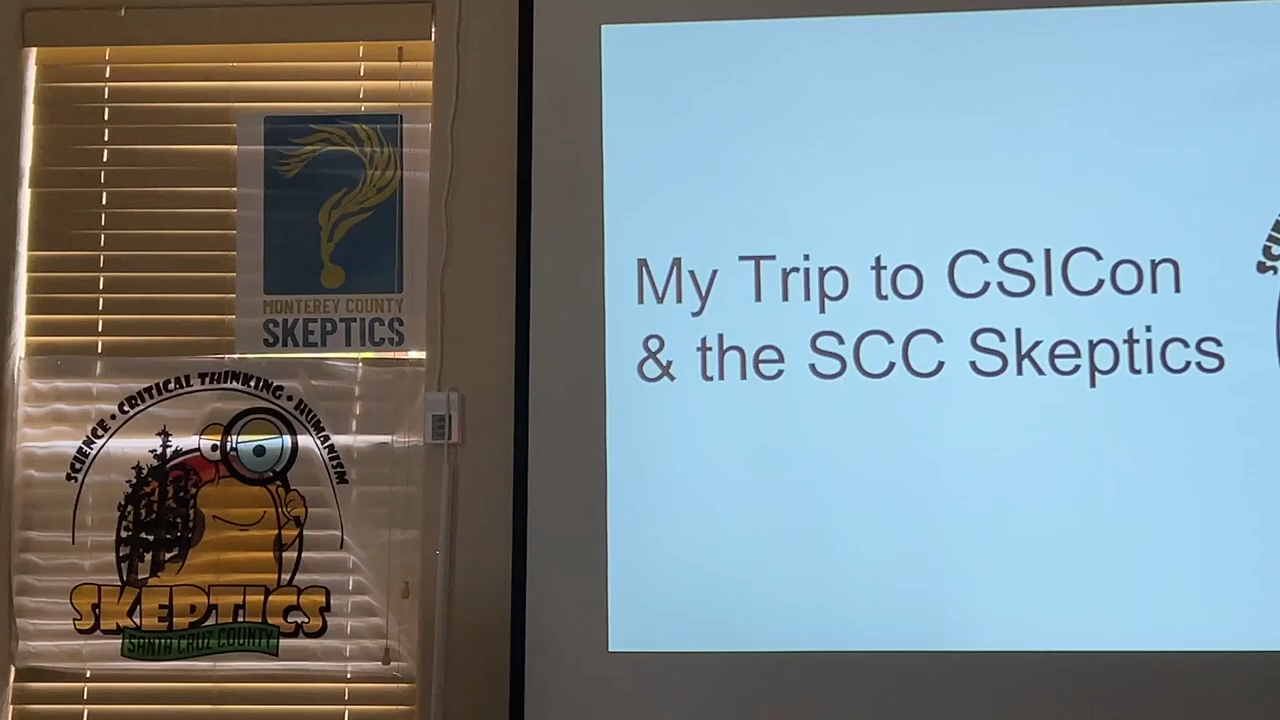 MONTEREY COUNTY
SKEPTICS
SCIENCE • CRITICAL THINKING • HUMANISM
SKEPTICS
SANTA CRUZ COUNTY
My Trip to CSICon
& the SCC Skeptics